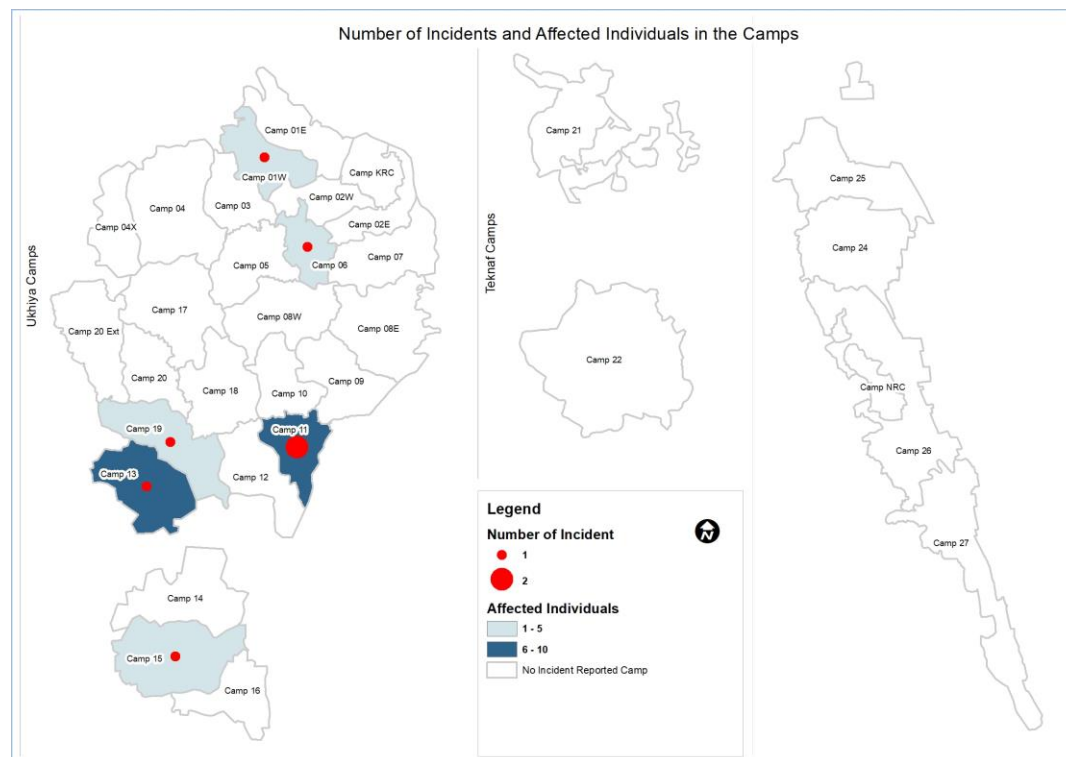 Number of Incidents and Affected Individuals in the Camps
Ukhiya Camps
Camp 01E
Camp 01W
Camp KRC
Camp 02W
Camp 04
Camp 03
Camp 04X
Camp 02E
Camp 07
Camp 05
Camp 06
Camp 17
Camp 08W
Camp 20 Ext
Camp 08E
Camp 20
Camp 18
Camp 10
Camp 09
Camp 19
Camp 11
Camp 13
Camp 12
Camp 14
Camp 15
Camp 16
Teknaf Camps
Camp 21
Camp 22
Camp 25
Camp 24
Camp NRC
Camp 26
Camp 27
Legend
N
Number of Incident
1
2
Affected Individuals
1 - 5
6 - 10
No Incident Reported Camp